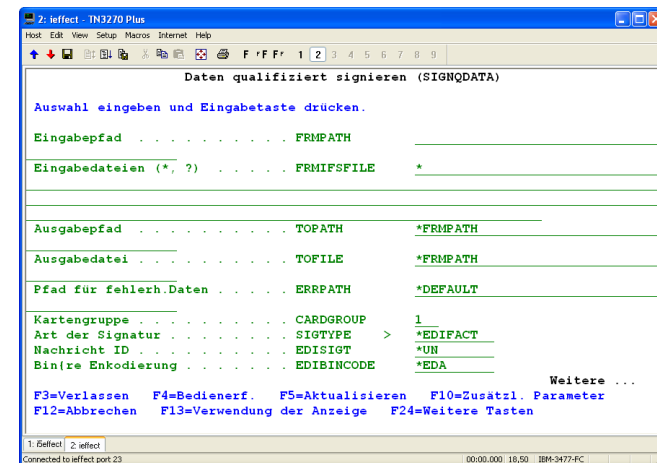 2: ieffect - TN3270 Plus
Host Edit View Setup Macros Internet Help
F rF Fr 1 2 3 4 5 6 7 8 9
Daten qualifiziert signieren (SIGNQDATA)
Auswahl eingeben und Eingabetaste drücken.
Eingabepfad . . . . . . . . . . FRMPATH
Eingabedateien (*, ?) . . . . . FRMIFSFILE *
Ausgabepfad . . . . . . . . . . TOPATH *FRMPATH
Ausgabedatei . . . . . . . . . . TOFILE *FRMPATH
Pfad für fehlerh.Daten . . . . . ERRPATH *DEFAULT
Kartengruppe . . . . . . . . . . CARDGROUP 1
Art der Signatur . . . . . . . . SIGTYPE > *EDIFACT
Nachricht ID . . . . . . . . . . EDISIGT *UN
Bin{re Enkodierung . . . . . . . EDIBINCODE *EDA
Weitere ...
F3=Verlassen F4=Bedienerf. F5=Aktualisieren F10=Zusätzl. Parameter
F12=Abbrechen F13=Verwendung der Anzeige F24=Weitere Tasten
1: i5effect 2: ieffect
Connected to ieffect port 23 00:00.000 18,50 IBM-3477-FC